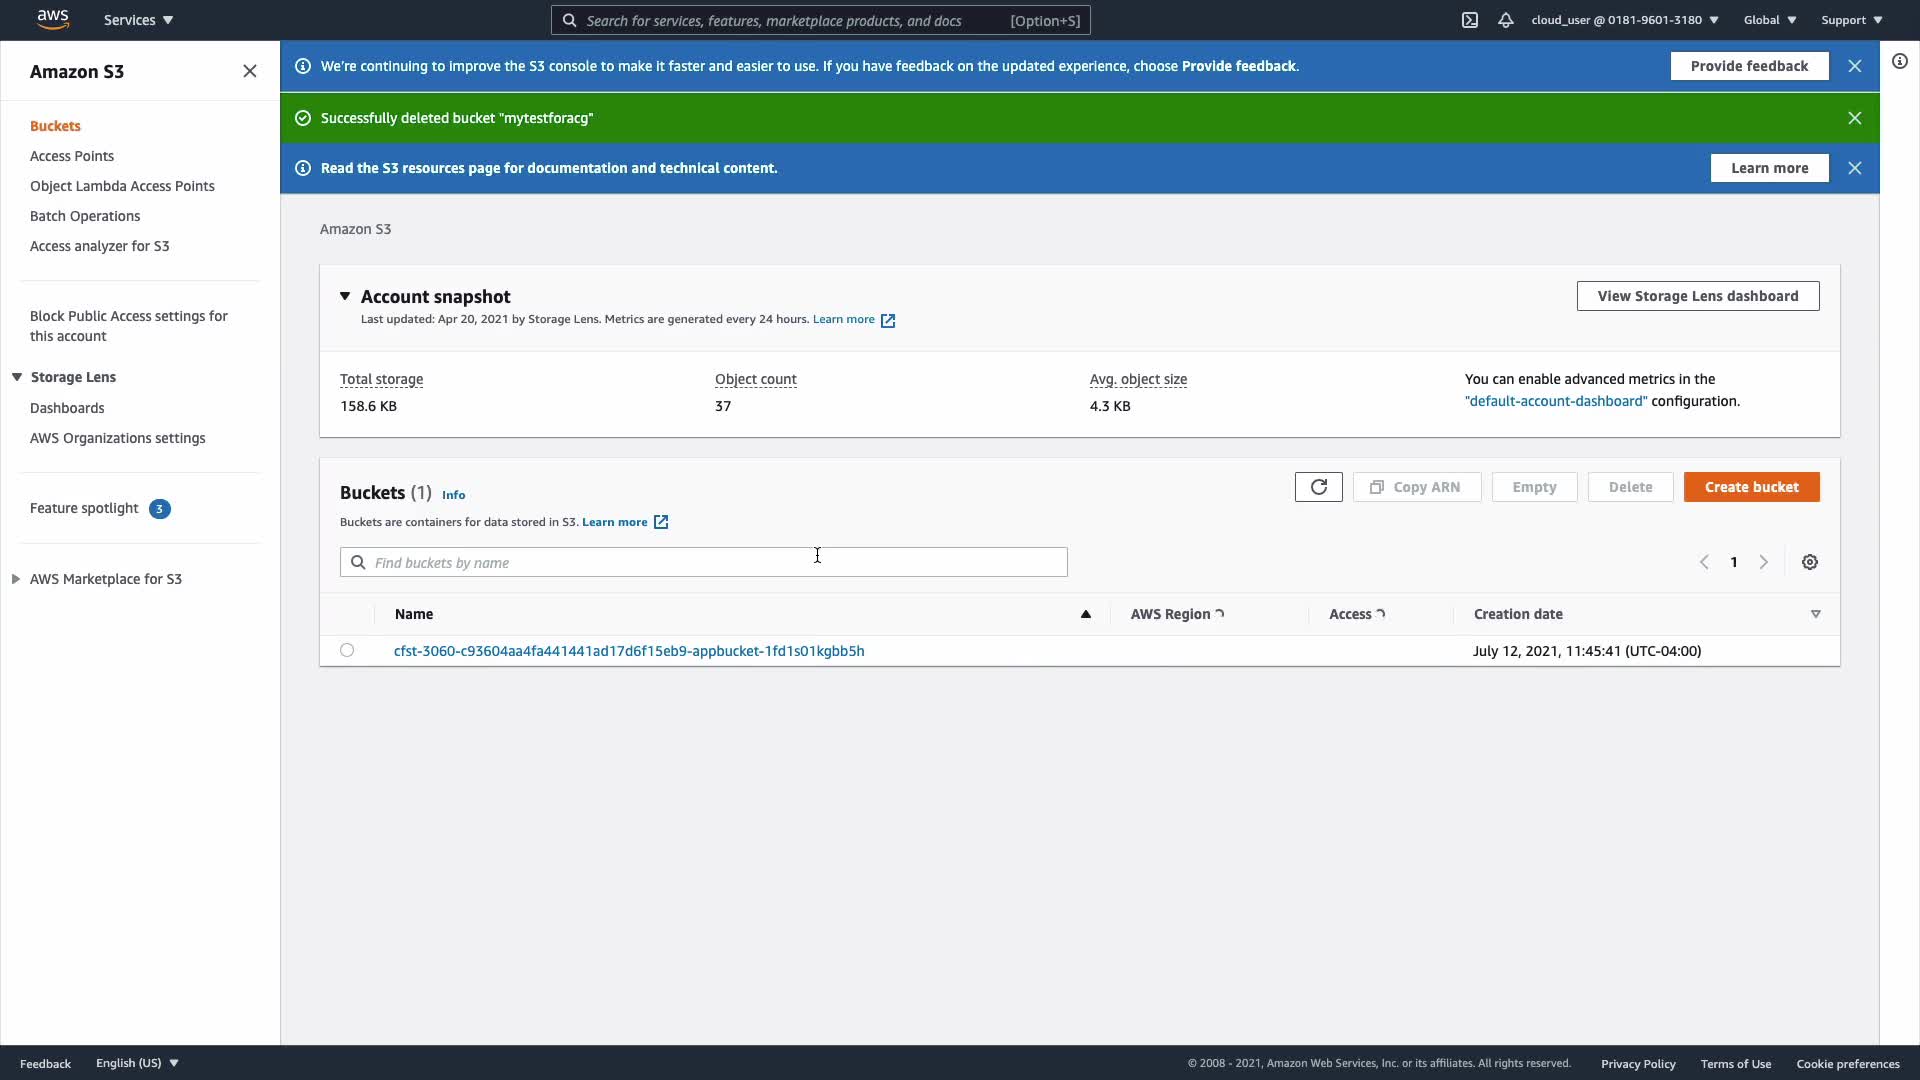 aws
Services
Search for services, features, marketplace products, and docs [Option+S]
cloud_user @ 0181-9601-3180
Global
Support
Amazon S3
Buckets
Access Points
Object Lambda Access Points
Batch Operations
Access analyzer for S3
Block Public Access settings for
this account
Storage Lens
Dashboards
AWS Organizations settings
Feature spotlight 3
AWS Marketplace for S3
We're continuing to improve the S3 console to make it faster and easier to use. If you have feedback on the updated experience, choose Provide feedback.
Provide feedback
Successfully deleted bucket "mytestforacg"
Read the S3 resources page for documentation and technical content.
Learn more
Amazon S3
Account snapshot
View Storage Lens dashboard
Last updated: Apr 20, 2021 by Storage Lens. Metrics are generated every 24 hours. Learn more
Total storage
158.6 KB
Object count
37
Avg. object size
4.3 KB
You can enable advanced metrics in the
"default-account-dashboard" configuration.
Buckets (1) Info
Copy ARN
Empty
Delete
Create bucket
Buckets are containers for data stored in S3. Learn more
Find buckets by name
1
Name
AWS Region
Access
Creation date
cfst-3060-c93604aa4fa441441ad17d6f15eb9-appbucket-1fd1s01kgbb5h
July 12, 2021, 11:45:41 (UTC-04:00)
Feedback
English (US)
© 2008 - 2021, Amazon Web Services, Inc. or its affiliates. All rights reserved.
Privacy Policy
Terms of Use
Cookie preferences